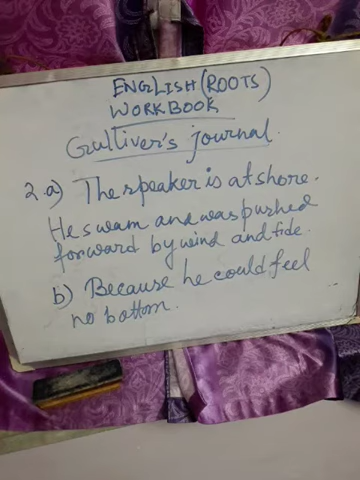 ENGLISH (ROOTS)
WORKBOOK
Gulliver's journal.
2.a) The speaker is at shore.
He swam and was pushed
forward by wind and tide.
b) Because he could feel
no bottom.